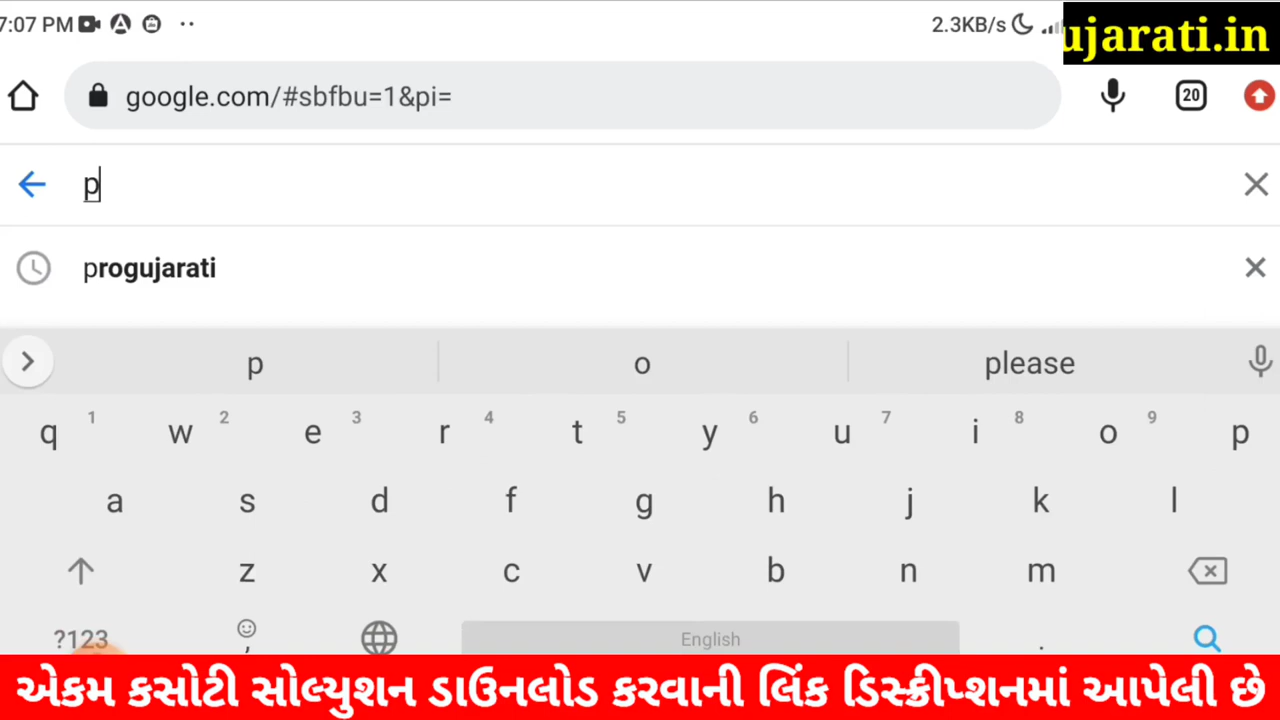 7:07 PM
2.3KB/s
ujarati.in
google.com/#sbfbu=1&pi=
20
p
progujarati
p o please
q 1 w 2 e 3 r 4 t 5 y 6 u 7 i 8 o 9 p
a s d f g h j k l
z x c v b n m
?123 , English .
એકમ કસોટી સોલ્યુશન ડાઉનલોડ કરવાની લિંક ડિસ્ક્રીપ્શનમાં આપેલી છે